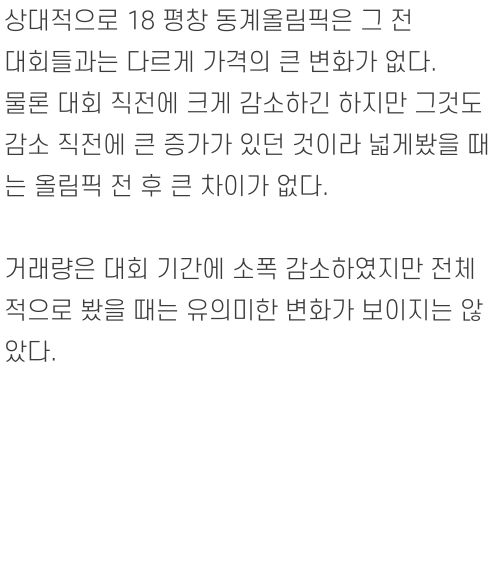 상대적으로 18 평창 동계올림픽은 그 전
대회들과는 다르게 가격의 큰 변화가 없다.
물론 대회 직전에 크게 감소하긴 하지만 그것도
감소 직전에 큰 증가가 있던 것이라 넓게봤을 때
는 올림픽 전 후 큰 차이가 없다.

거래량은 대회 기간에 소폭 감소하였지만 전체
적으로 봤을 때는 유의미한 변화가 보이지는 않
았다.